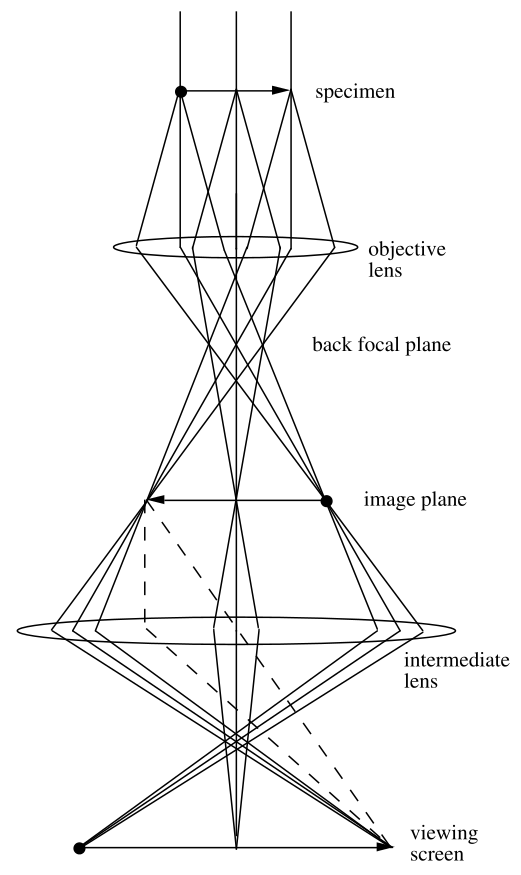 specimen
objective
lens
back focal plane
image plane
intermediate
lens
viewing
screen